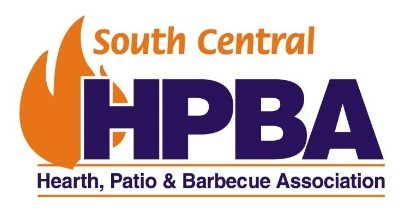 South Central
HPBA
Hearth, Patio & Barbecue Association